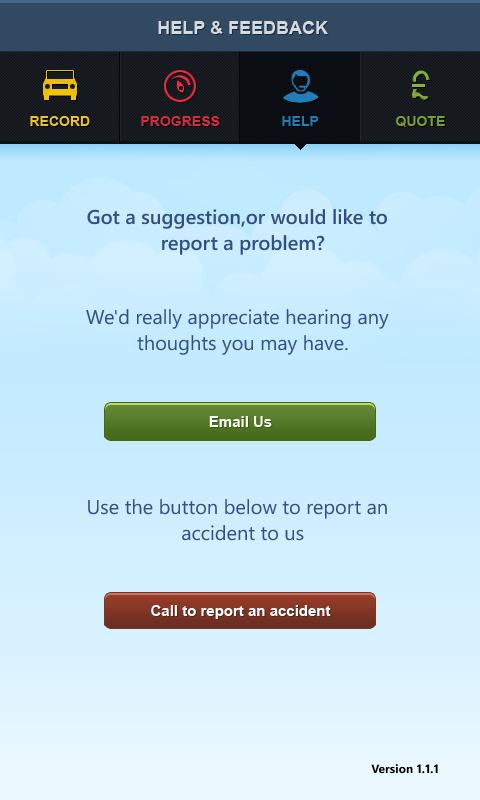 HELP & FEEDBACK
RECORD
PROGRESS
HELP
QUOTE
Got a suggestion,or would like to
report a problem?
We'd really appreciate hearing any
thoughts you may have.
Email Us
Use the button below to report an
accident to us
Call to report an accident
Version 1.1.1